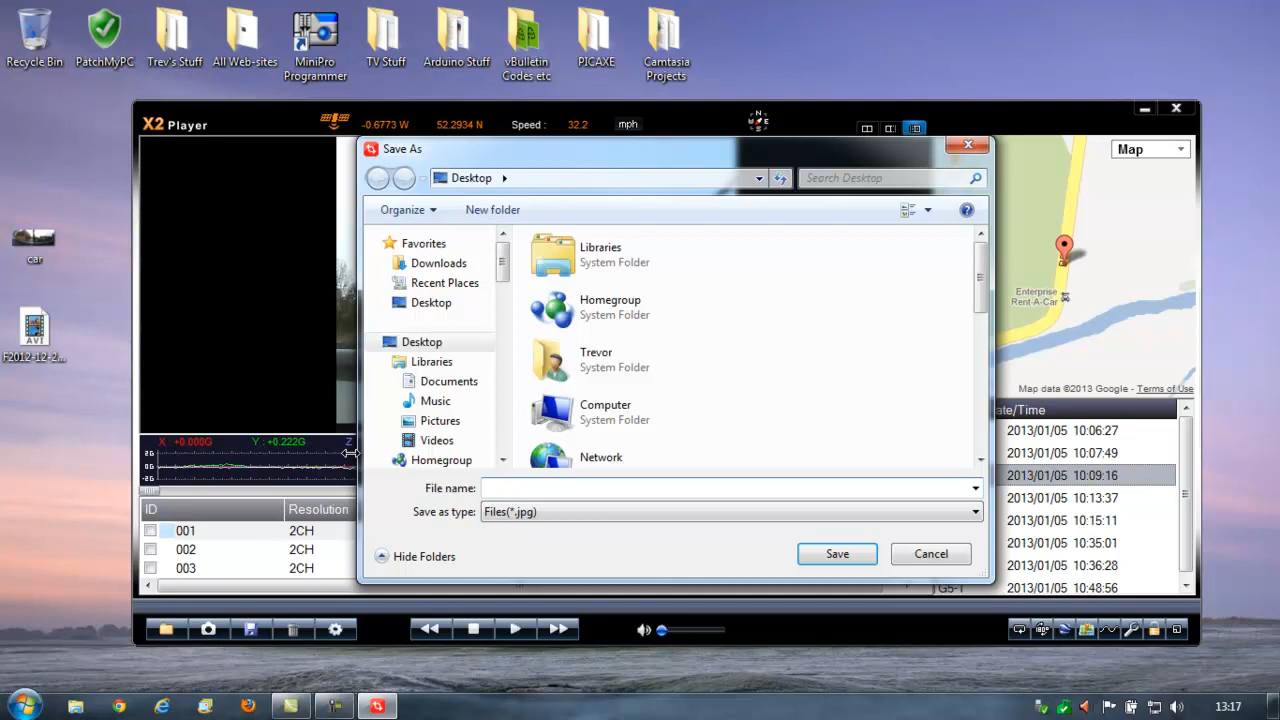 Recycle Bin
PatchMyPC
Trev's Stuff
All Web-sites
MiniPro Programmer
TV Stuff
Arduino Stuff
vBulletin Codes etc
PICAXE
Camtasia Projects
car
AVI
F2012-12-2...
X2 Player
-0.6773 W
52.2934 N
Speed : 32.2 mph
N
E
S
Save As
Desktop
Search Desktop
Organize
New folder
Favorites
Downloads
Recent Places
Desktop
Desktop
Libraries
Documents
Music
Pictures
Videos
Homegroup
Libraries
System Folder
Homegroup
System Folder
Trevor
System Folder
Computer
System Folder
Network
File name:
Save as type: Files(*.jpg)
Hide Folders
Save
Cancel
Map
Enterprise
Rent-A-Car
Map data ©2013 Google - Terms of Use
X : +0.000G Y : +0.222G Z
2G
0G
-2G
ID Resolution
001 2CH
002 2CH
003 2CH
ate/Time
2013/01/05 10:06:27
2013/01/05 10:07:49
2013/01/05 10:09:16
2013/01/05 10:13:37
2013/01/05 10:15:11
2013/01/05 10:35:01
2013/01/05 10:36:28
2013/01/05 10:48:56
13:17